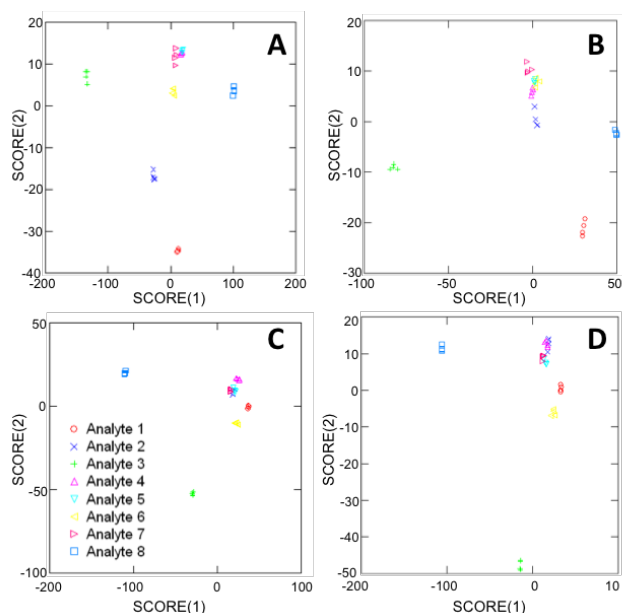 A
B
20
10
0
-10
-20
-30
-40
SCORE(2)
-200
-100
0
100
200
SCORE(1)
20
10
0
-10
-20
-30
SCORE(2)
-100
-50
0
50
SCORE(1)
C
D
50
0
-50
-100
SCORE(2)
Analyte 1
Analyte 2
Analyte 3
Analyte 4
Analyte 5
Analyte 6
Analyte 7
Analyte 8
-200
-100
0
100
SCORE(1)
20
10
0
-10
-20
-30
-40
-50
SCORE(2)
-200
-100
0
10
SCORE(1)